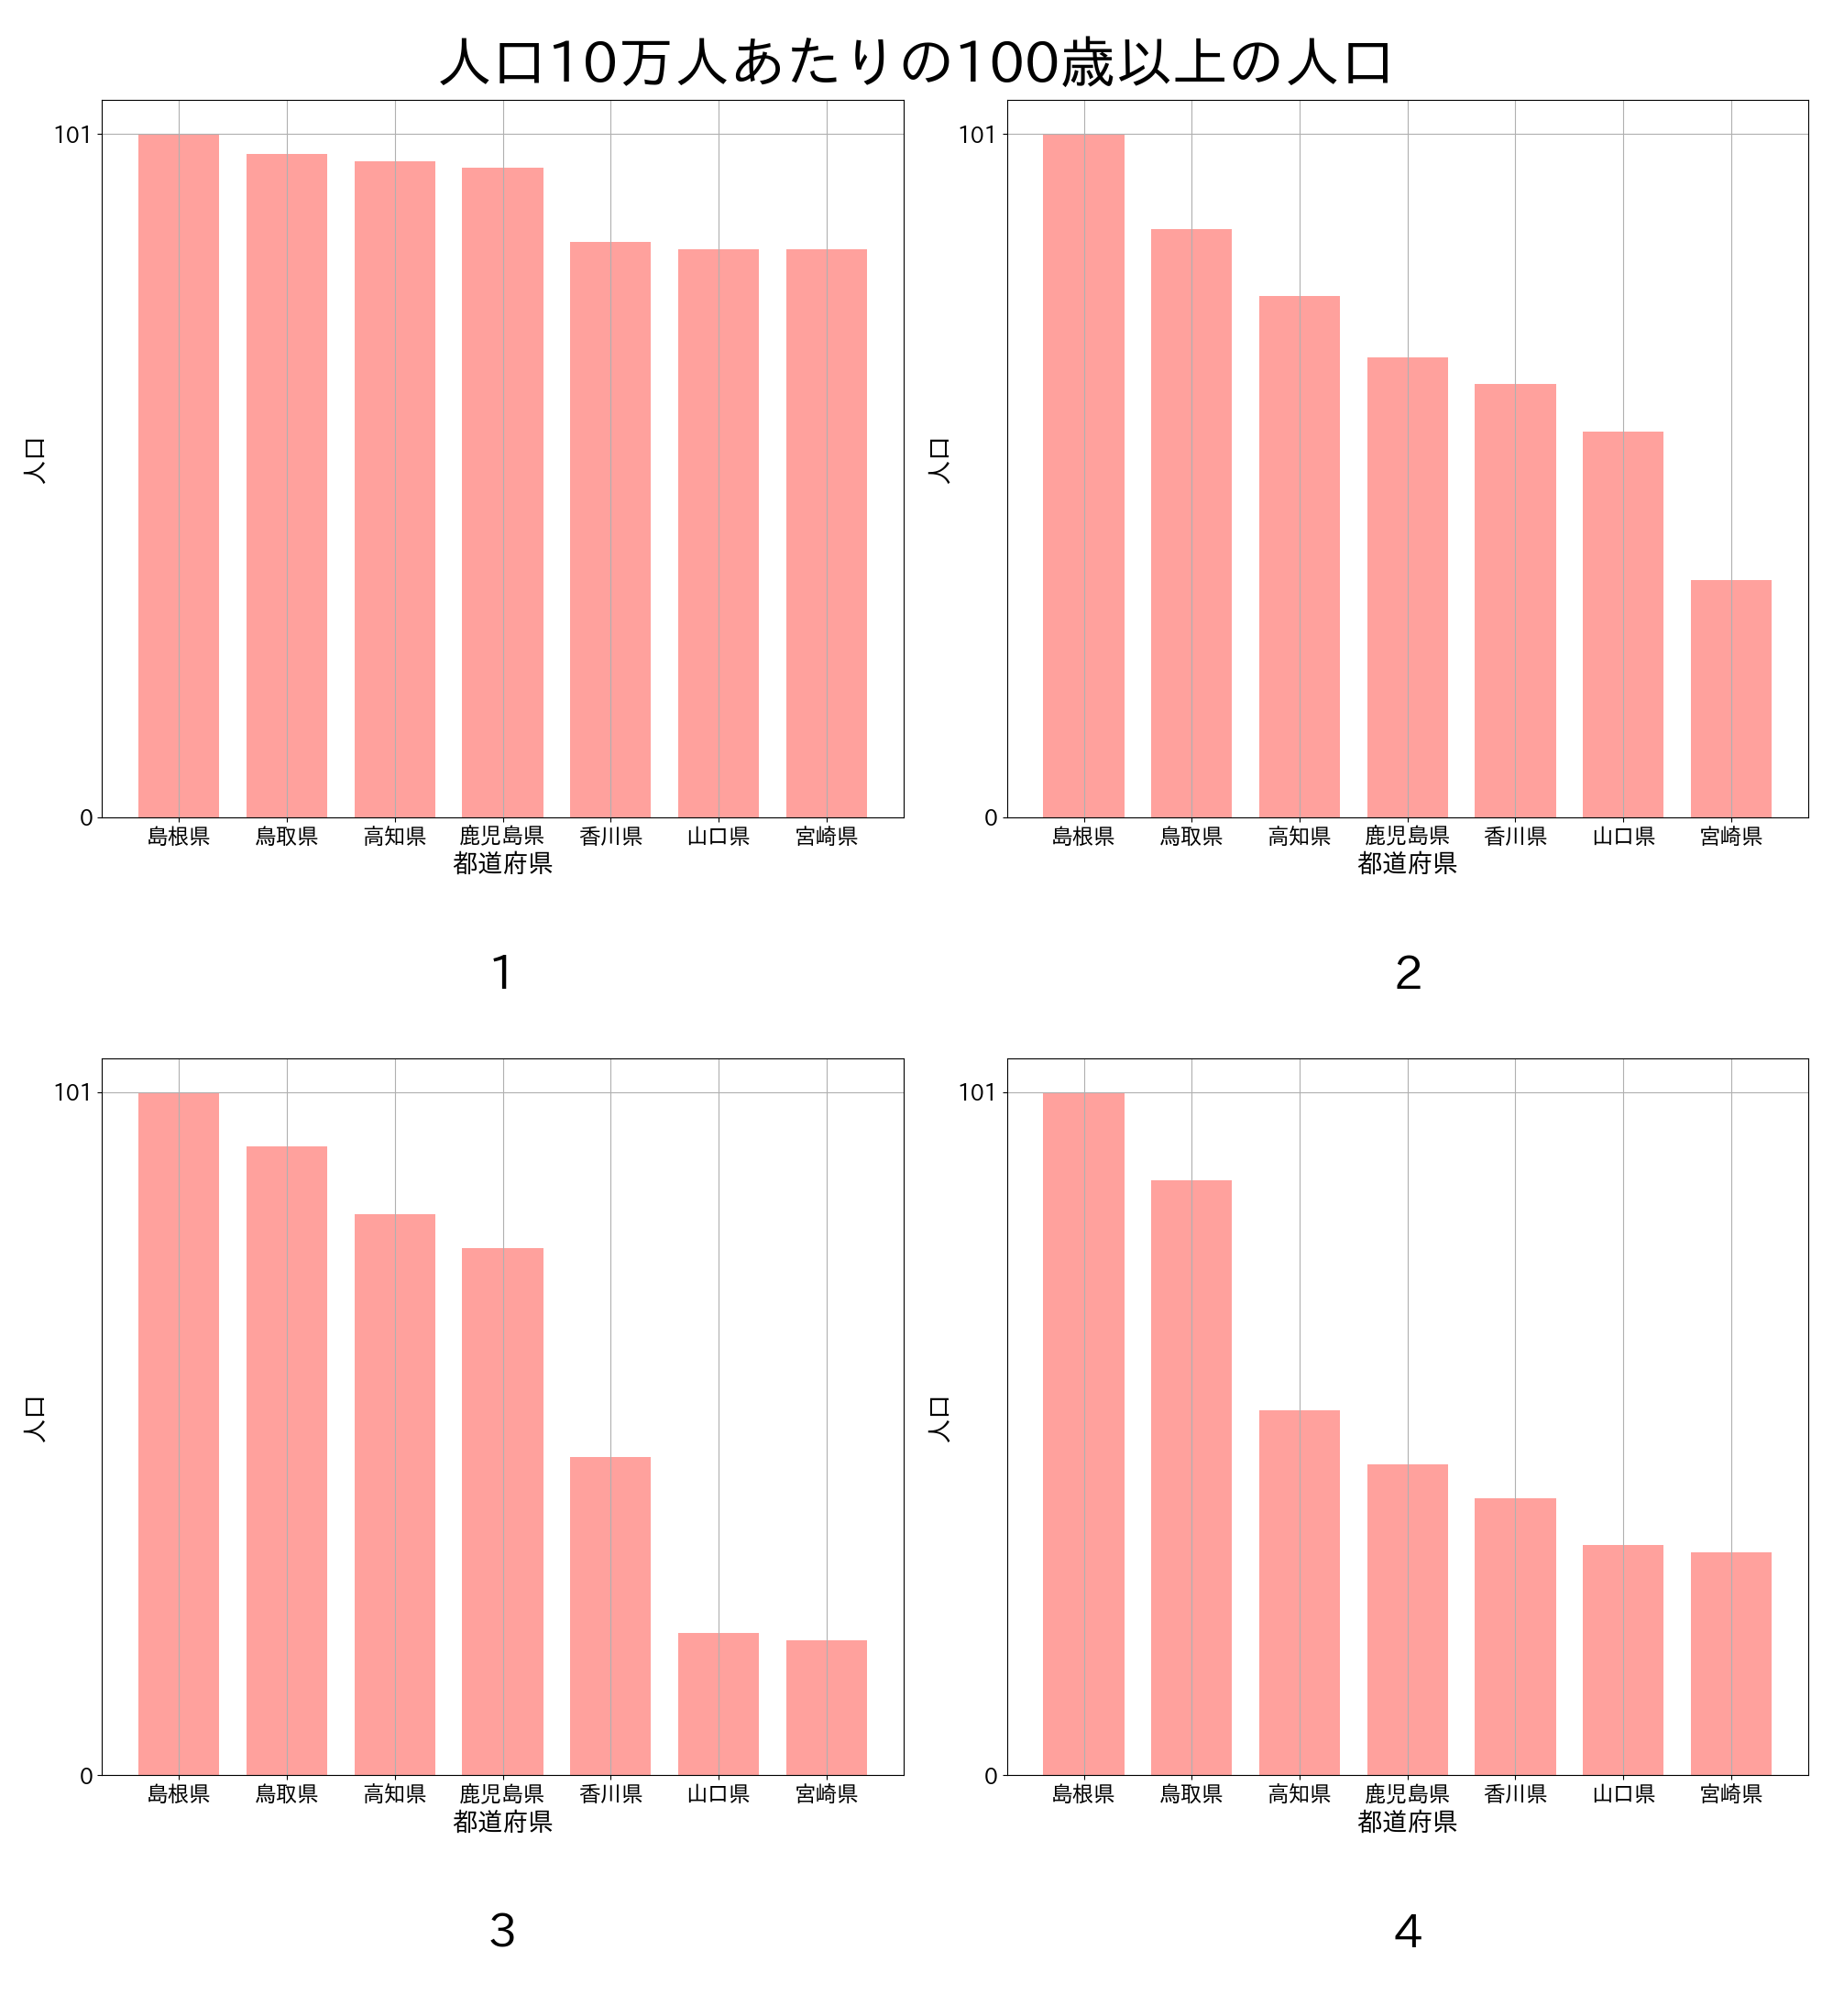 人口10万人あたりの100歳以上の人口
101
0
人口
島根県 鳥取県 高知県 鹿児島県 香川県 山口県 宮崎県
都道府県
1
101
0
人口
島根県 鳥取県 高知県 鹿児島県 香川県 山口県 宮崎県
都道府県
2
101
0
人口
島根県 鳥取県 高知県 鹿児島県 香川県 山口県 宮崎県
都道府県
3
101
0
人口
島根県 鳥取県 高知県 鹿児島県 香川県 山口県 宮崎県
都道府県
4